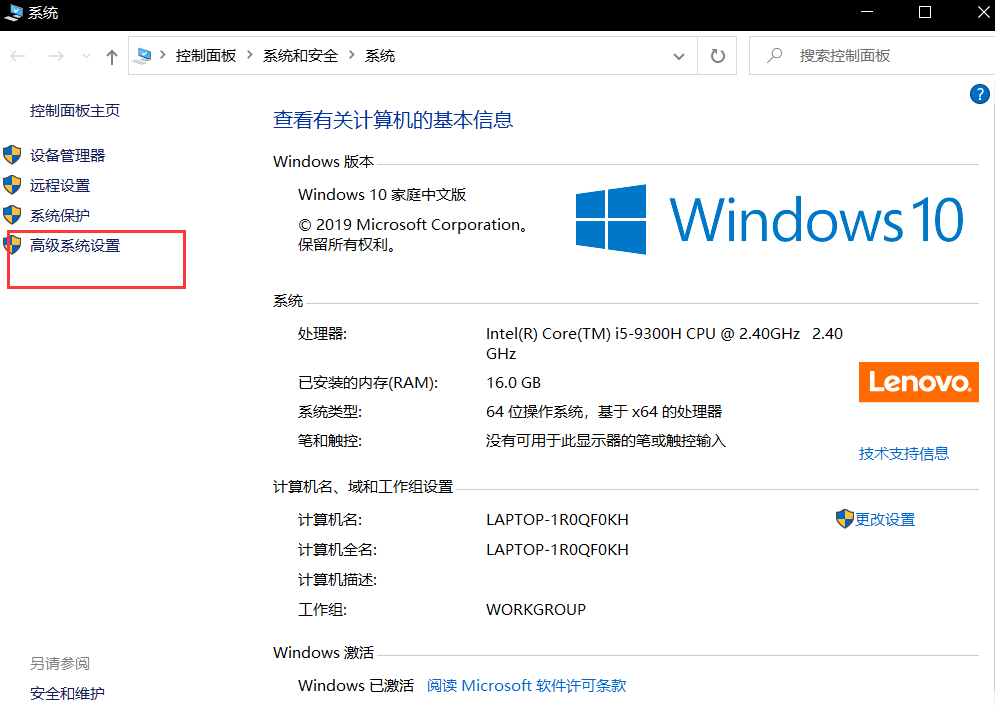 系统
控制面板 > 系统和安全 > 系统
搜索控制面板
?
控制面板主页
设备管理器
远程设置
系统保护
高级系统设置
查看有关计算机的基本信息
Windows 版本
Windows 10 家庭中文版
© 2019 Microsoft Corporation。
保留所有权利。
Windows 10
系统
处理器: Intel(R) Core(TM) i5-9300H CPU @ 2.40GHz 2.40
GHz
已安装的内存(RAM): 16.0 GB
系统类型: 64 位操作系统，基于 x64 的处理器
笔和触控: 没有可用于此显示器的笔或触控输入
Lenovo.
技术支持信息
计算机名、域和工作组设置
计算机名: LAPTOP-1R0QF0KH
更改设置
计算机全名: LAPTOP-1R0QF0KH
计算机描述:
工作组: WORKGROUP
Windows 激活
Windows 已激活 阅读 Microsoft 软件许可条款
另请参阅
安全和维护